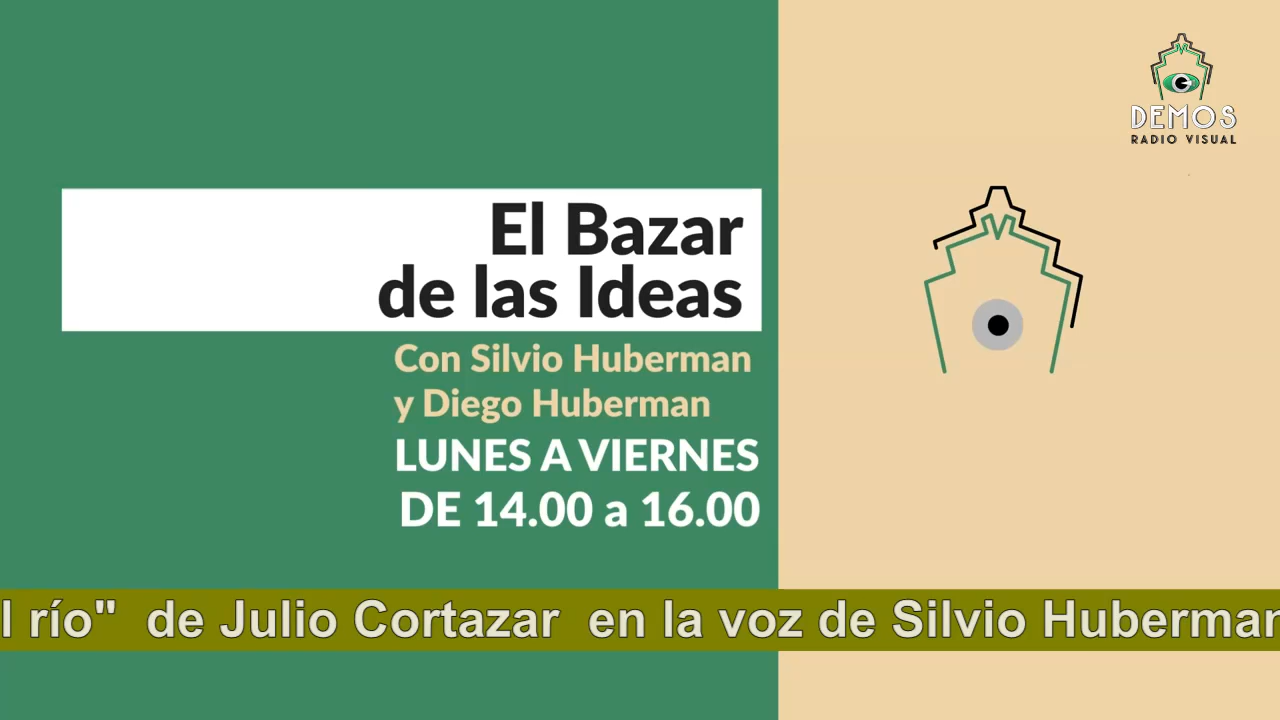 DEMOS
RADIO VISUAL
El Bazar
de las Ideas
Con Silvio Huberman
y Diego Huberman
LUNES A VIERNES
DE 14.00 a 16.00
l río" de Julio Cortazar en la voz de Silvio Huberman